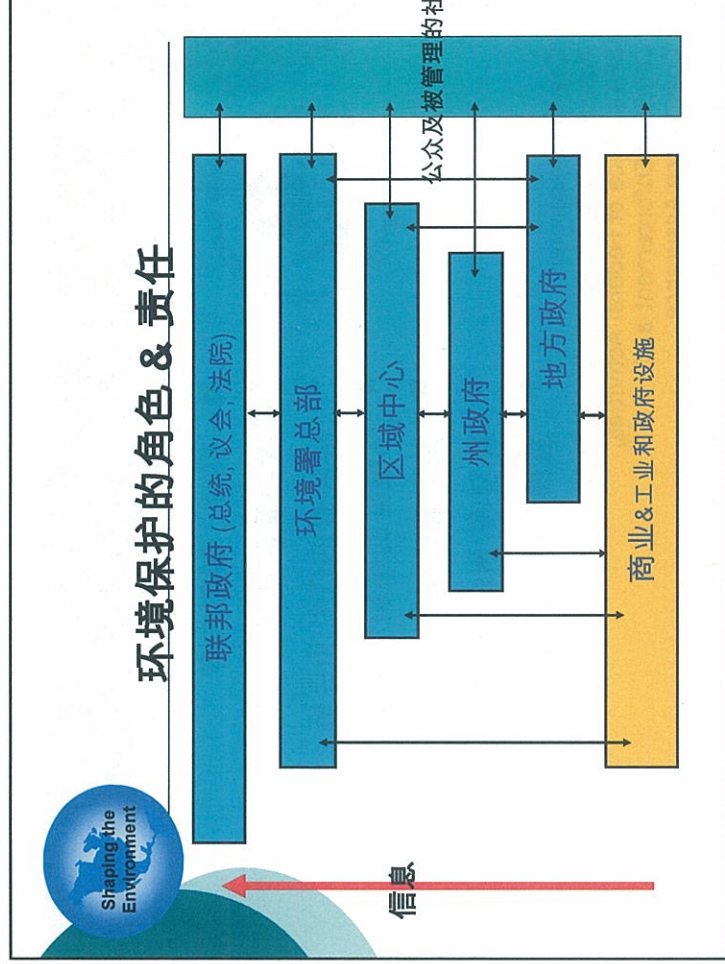 Shaping the
Environment
环境保护的角色 & 责任
联邦政府 (总统, 议会, 法院)
环境署总部
区域中心
州政府
地方政府
商业&工业和政府设施
公众及被管理的社
信息